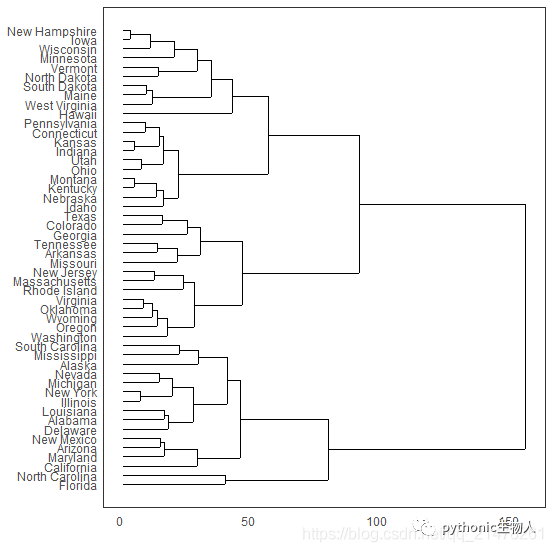 New Hampshire
Iowa
Wisconsin
Minnesota
Vermont
North Dakota
South Dakota
Maine
West Virginia
Hawaii
Pennsylvania
Connecticut
Kansas
Indiana
Utah
Ohio
Montana
Kentucky
Nebraska
Idaho
Texas
Colorado
Georgia
Tennessee
Arkansas
Missouri
New Jersey
Massachusetts
Rhode Island
Virginia
Oklahoma
Wyoming
Oregon
Washington
South Carolina
Mississippi
Alaska
Nevada
Michigan
New York
Illinois
Louisiana
Alabama
Delaware
New Mexico
Arizona
Maryland
California
North Carolina
Florida
0 50 100 150
pythonic生物人